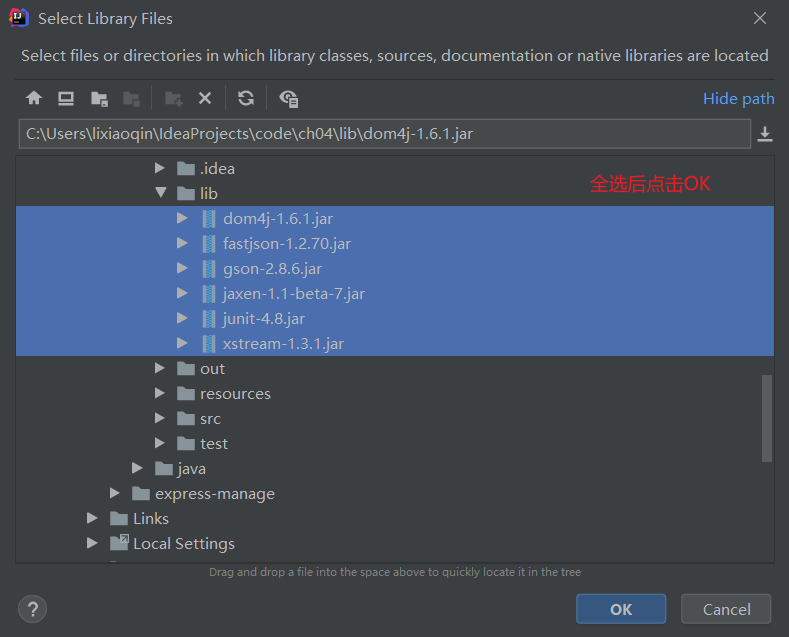 Select Library Files
Select files or directories in which library classes, sources, documentation or native libraries are located
Hide path
C:\Users\lixiaoqin\IdeaProjects\code\ch04\lib\dom4j-1.6.1.jar
.idea
全选后点击OK
lib
dom4j-1.6.1.jar
fastjson-1.2.70.jar
gson-2.8.6.jar
jaxen-1.1-beta-7.jar
junit-4.8.jar
xstream-1.3.1.jar
out
resources
src
test
java
express-manage
Links
Local Settings
Drag and drop a file into the space above to quickly locate it in the tree
?
OK
Cancel